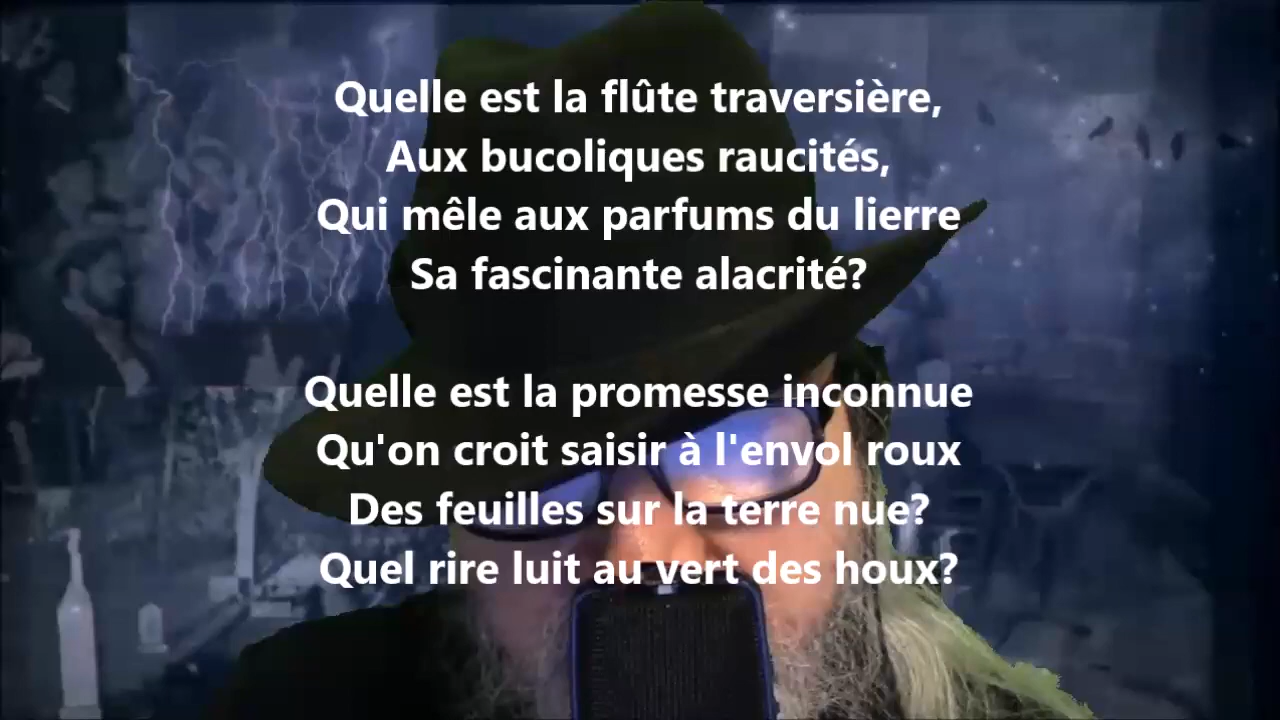 Quelle est la flûte traversière,
Aux bucoliques raucités,
Qui mêle aux parfums du lierre
Sa fascinante alacrité?
Quelle est la promesse inconnue
Qu'on croit saisir à l'envol roux
Des feuilles sur la terre nue?
Quel rire luit au vert des houx?